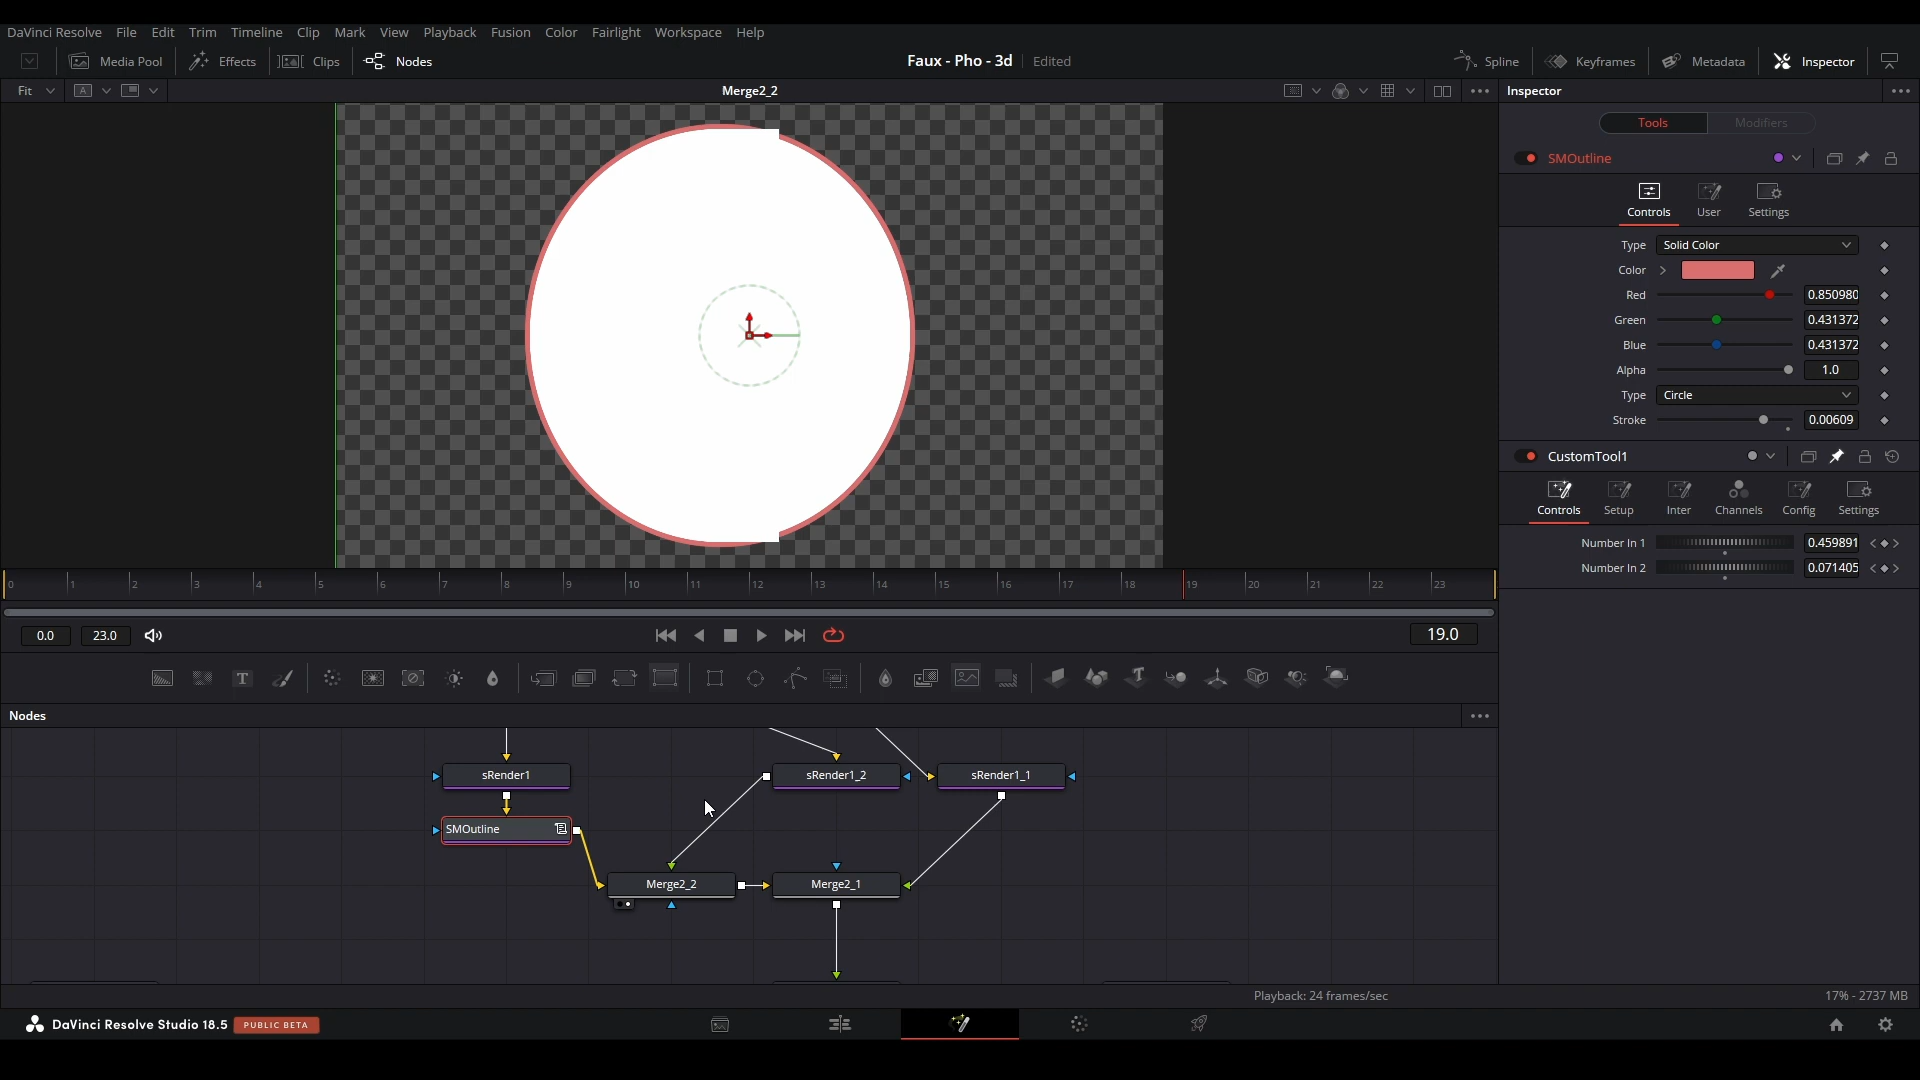 DaVinci Resolve File Edit Trim Timeline Clip Mark View Playback Fusion Color Fairlight Workspace Help
Media Pool Effects Clips Nodes Faux - Pho - 3d Edited Spline Keyframes Metadata Inspector
Fit A Merge2_2 Inspector
Tools Modifiers
SMOutline
Controls User Settings
Type Solid Color
Color
Red 0.850980
Green 0.431372
Blue 0.431372
Alpha 1.0
Type Circle
Stroke 0.00609
CustomTool1
Controls Setup Inter Channels Config Settings
Number In 1 0.459891
Number In 2 0.071405
0 1 2 3 4 5 6 7 8 9 10 11 12 13 14 15 16 17 18 19 20 21 22 23
0.0 23.0 19.0
T T
Nodes
sRender1 sRender1_2 sRender1_1
SMOutline
Merge2_2 Merge2_1
Playback: 24 frames/sec 17% - 2737 MB
DaVinci Resolve Studio 18.5 PUBLIC BETA